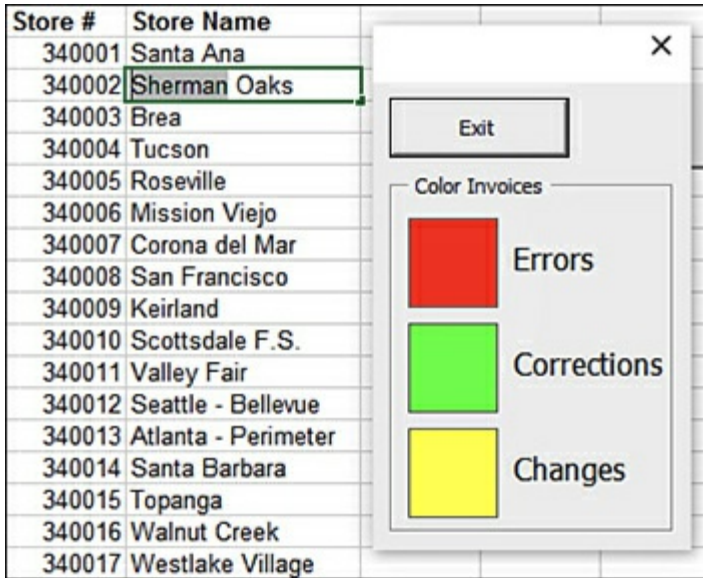 Store # Store Name
340001 Santa Ana
340002 Sherman Oaks
340003 Brea
340004 Tucson
340005 Roseville
340006 Mission Viejo
340007 Corona del Mar
340008 San Francisco
340009 Keirland
340010 Scottsdale F.S.
340011 Valley Fair
340012 Seattle - Bellevue
340013 Atlanta - Perimeter
340014 Santa Barbara
340015 Topanga
340016 Walnut Creek
340017 Westlake Village
Exit
Color Invoices
Errors
Corrections
Changes